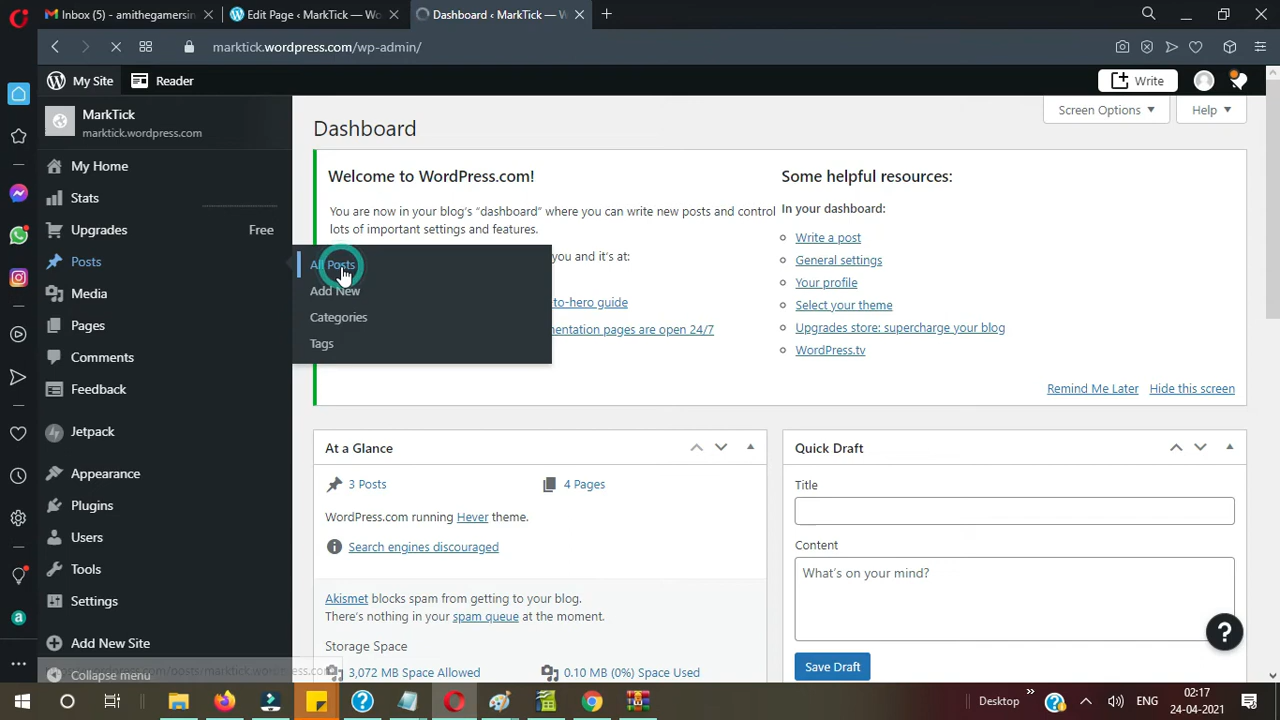 Inbox (5) - amithegamersin
Edit Page ‹ MarkTick — Wo
Dashboard ‹ MarkTick — W
marktick.wordpress.com/wp-admin/
My Site
Reader
Write
MarkTick
marktick.wordpress.com
Screen Options
Help
Dashboard
My Home
Stats
Upgrades
Free
Posts
Media
Pages
Comments
Feedback
Jetpack
Appearance
Plugins
Users
Tools
Settings
Add New Site
Collapse menu
All Posts
Add New
Categories
Tags
Welcome to WordPress.com!
You are now in your blog's “dashboard” where you can write new posts and control
lots of important settings and features.
you and it's at:
to-hero guide
mentation pages are open 24/7
Some helpful resources:
In your dashboard:
Write a post
General settings
Your profile
Select your theme
Upgrades store: supercharge your blog
WordPress.tv
Remind Me Later
Hide this screen
At a Glance
3 Posts
4 Pages
WordPress.com running Hever theme.
Search engines discouraged
Akismet blocks spam from getting to your blog.
There's nothing in your spam queue at the moment.
Storage Space
3,072 MB Space Allowed
0.10 MB (0%) Space Used
Quick Draft
Title
Content
What's on your mind?
Save Draft
Desktop
ENG
02:17
24-04-2021